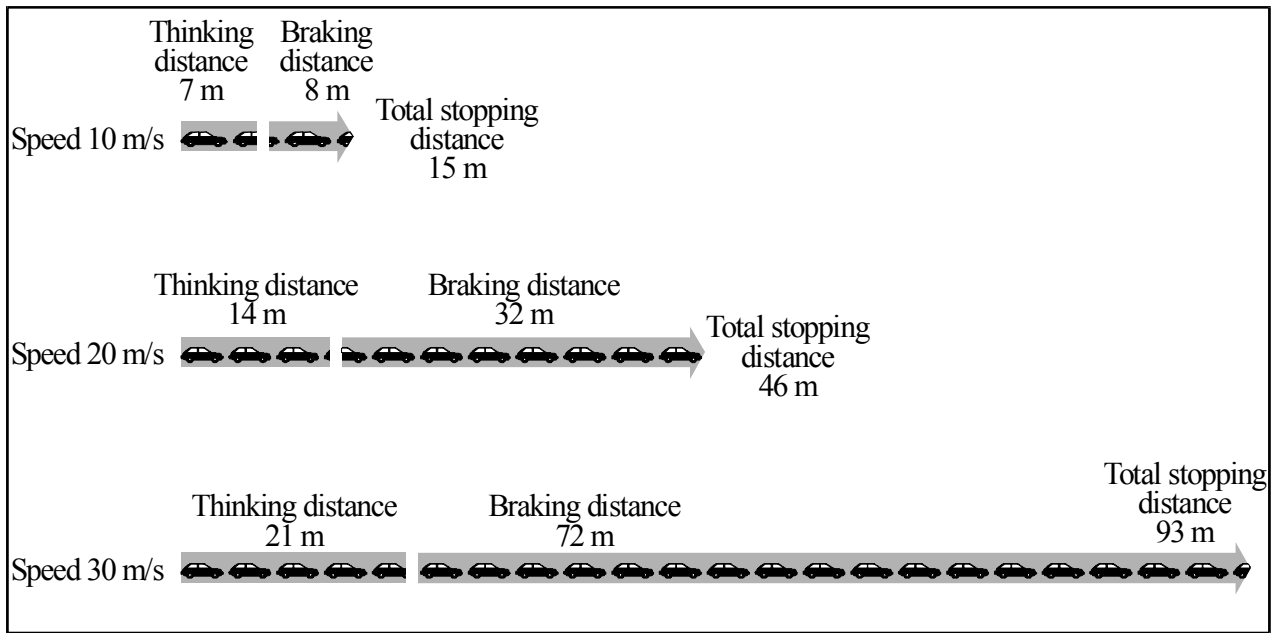 Thinking
distance
7 m
Braking
distance
8 m
Speed 10 m/s
Total stopping
distance
15 m
Thinking distance
14 m
Braking distance
32 m
Speed 20 m/s
Total stopping
distance
46 m
Thinking distance
21 m
Braking distance
72 m
Total stopping
distance
93 m
Speed 30 m/s